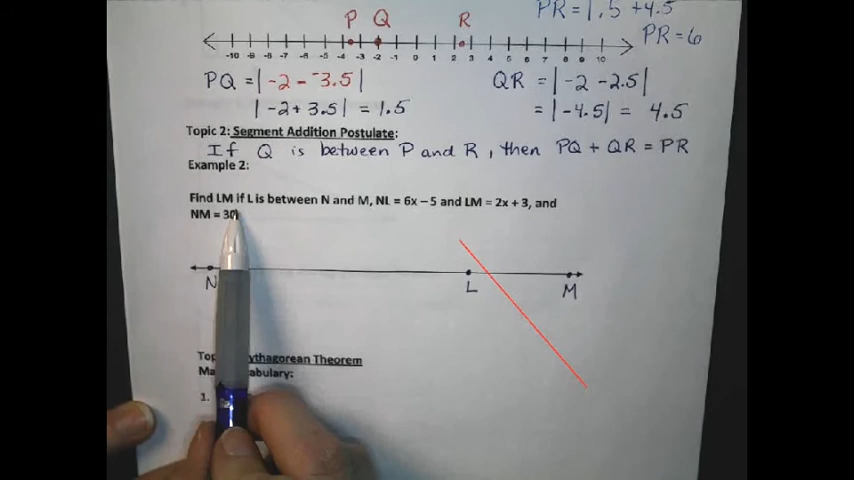 PR = |1.5 + 4.5
P Q R
PR = 6
-10 -9 -8 -7 -6 -5 -4 -3 -2 -1 0 1 2 3 4 5 6 7 8 9 10
PQ = |-2 - -3.5| QR = |-2 -2.5|
|-2 + 3.5| = 1.5 = |-4.5| = 4.5
Topic 2: Segment Addition Postulate:
If Q is between P and R, then PQ + QR = PR
Example 2:
Find LM if L is between N and M, NL = 6x – 5 and LM = 2x + 3, and
NM = 30
N L M
Pythagorean Theorem
1.